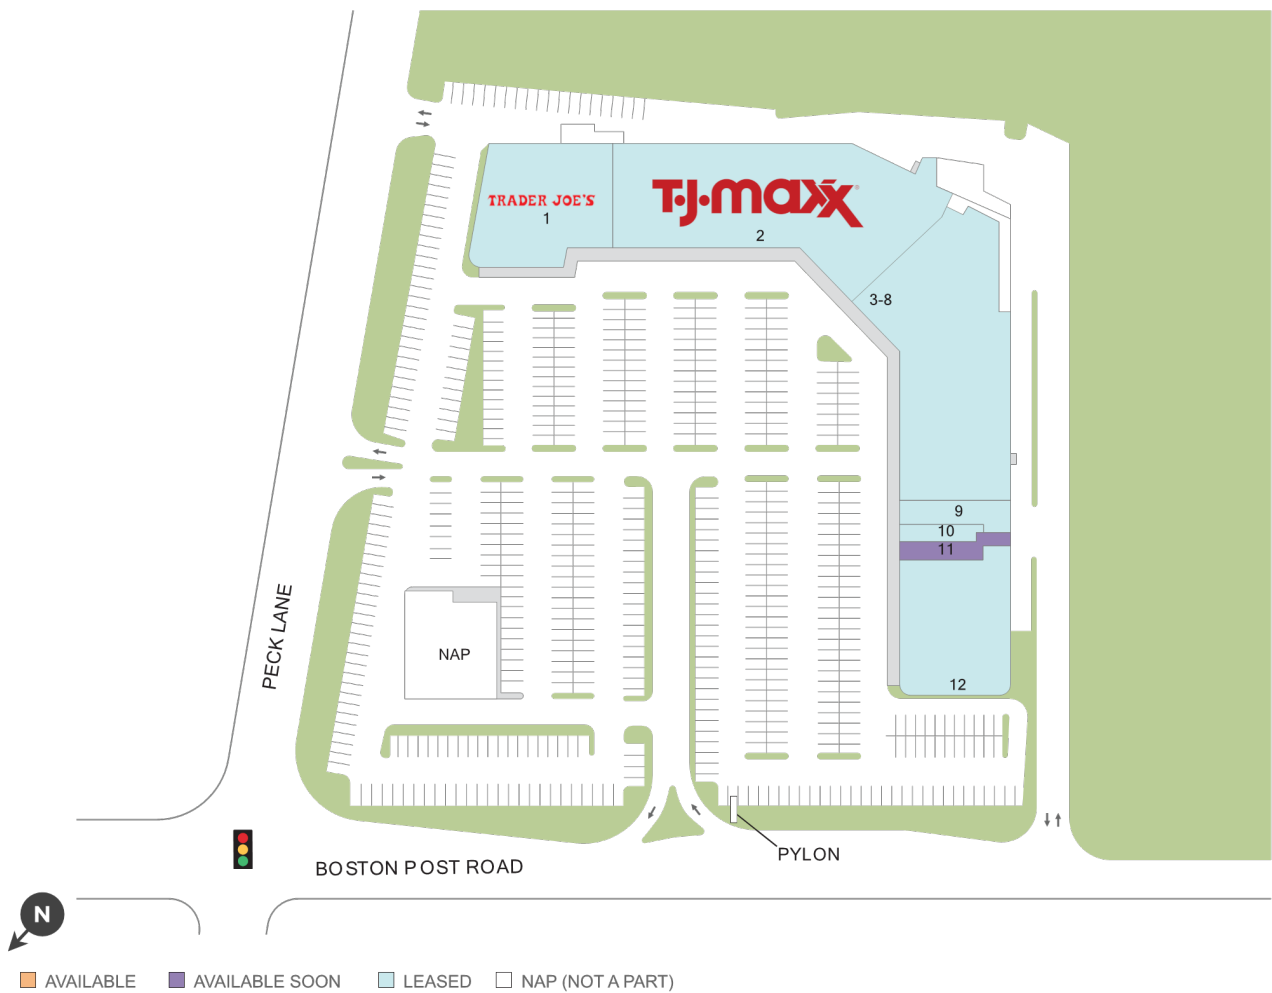 TRADER JOE'S
1
T.J.maxx
2
3-8
9
10
11
12
NAP
PECK LANE
PYLON
BOSTON POST ROAD
N
AVAILABLE
AVAILABLE SOON
LEASED
NAP (NOT A PART)